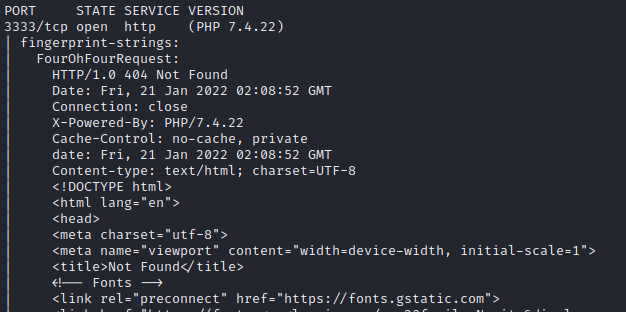 PORT     STATE SERVICE VERSION
3333/tcp open  http    (PHP 7.4.22)
| fingerprint-strings:
|   FourOhFourRequest:
|     HTTP/1.0 404 Not Found
|     Date: Fri, 21 Jan 2022 02:08:52 GMT
|     Connection: close
|     X-Powered-By: PHP/7.4.22
|     Cache-Control: no-cache, private
|     date: Fri, 21 Jan 2022 02:08:52 GMT
|     Content-type: text/html; charset=UTF-8
|     <!DOCTYPE html>
|     <html lang="en">
|     <head>
|     <meta charset="utf-8">
|     <meta name="viewport" content="width=device-width, initial-scale=1">
|     <title>Not Found</title>
|     <!-- Fonts -->
|     <link rel="preconnect" href="https://fonts.gstatic.com">